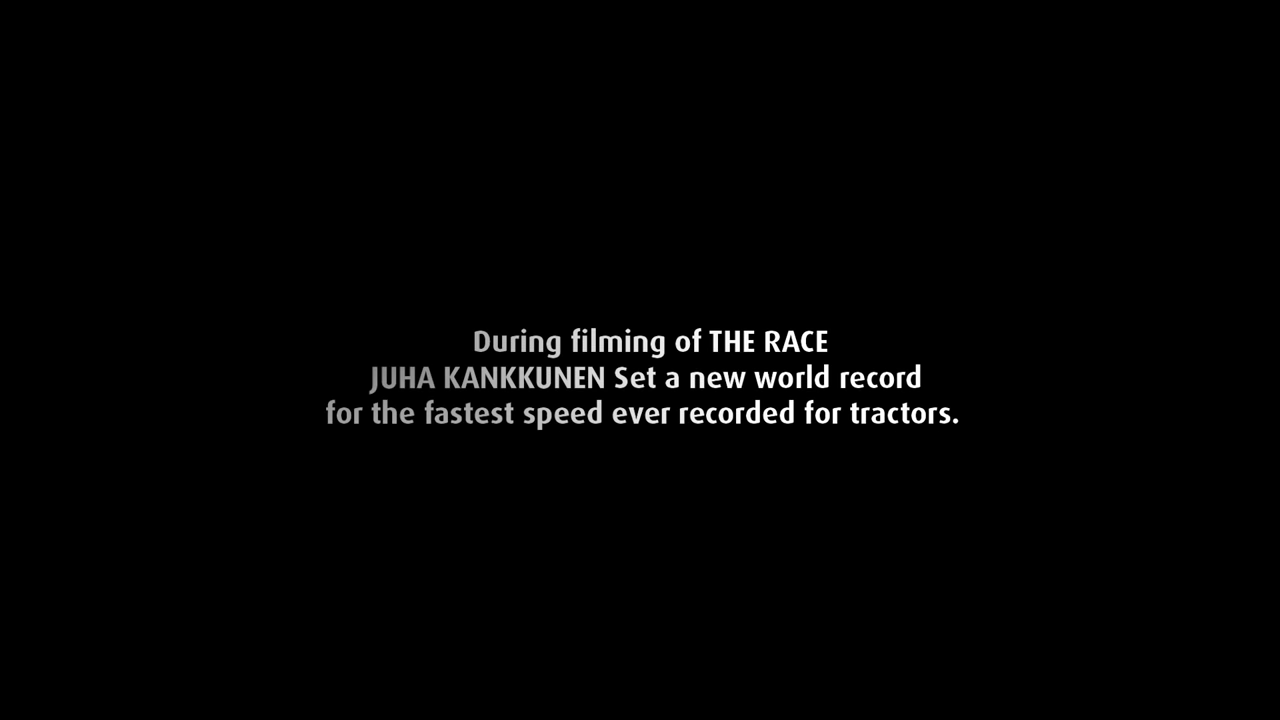 During filming of THE RACE
JUHA KANKKUNEN Set a new world record
for the fastest speed ever recorded for tractors.